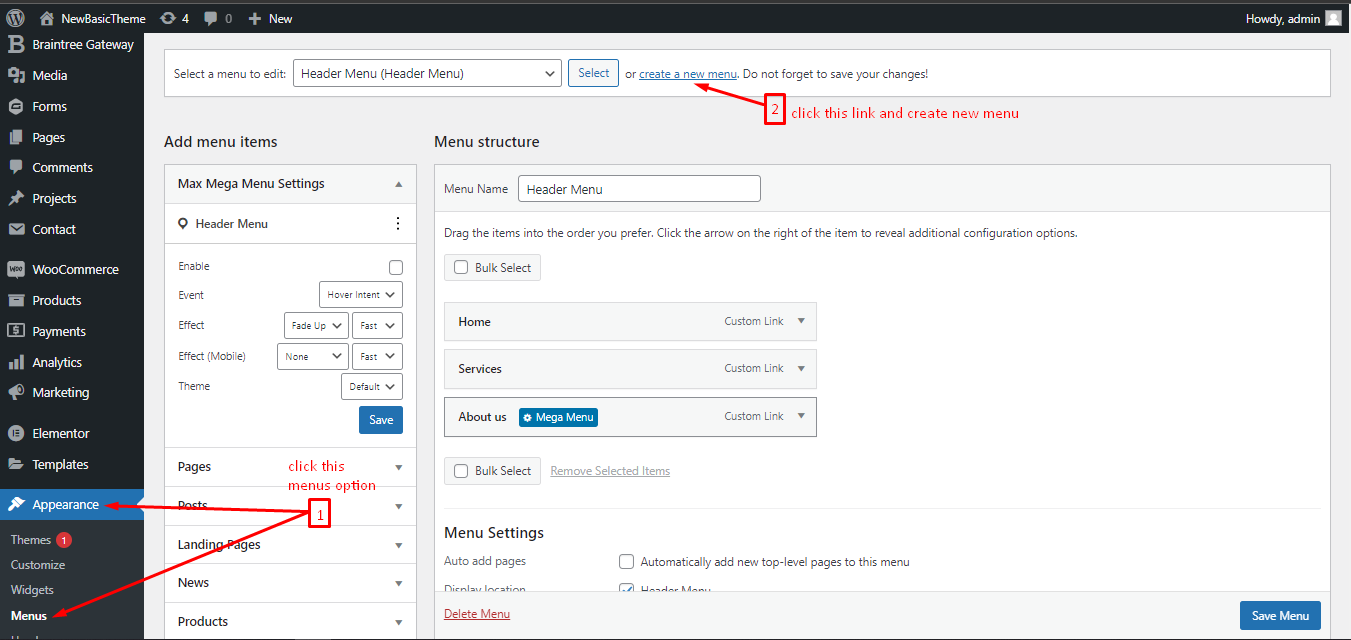 NewBasicTheme 4 0 New Howdy, admin
Braintree Gateway
Media
Forms
Pages
Comments
Projects
Contact
WooCommerce
Products
Payments
Analytics
Marketing
Elementor
Templates
Appearance
Themes 1
Customize
Widgets
Menus
Select a menu to edit: Header Menu (Header Menu) Select or create a new menu. Do not forget to save your changes!
2 click this link and create new menu
Add menu items
Max Mega Menu Settings
Header Menu
Enable
Event Hover Intent
Effect Fade Up Fast
Effect (Mobile) None Fast
Theme Default
Save
Pages
Posts
Landing Pages
News
Products
click this
menus option
1
Menu structure
Menu Name Header Menu
Drag the items into the order you prefer. Click the arrow on the right of the item to reveal additional configuration options.
Bulk Select
Home Custom Link
Services Custom Link
About us Mega Menu Custom Link
Bulk Select Remove Selected Items
Menu Settings
Auto add pages Automatically add new top-level pages to this menu
Display location Header Menu
Delete Menu Save Menu